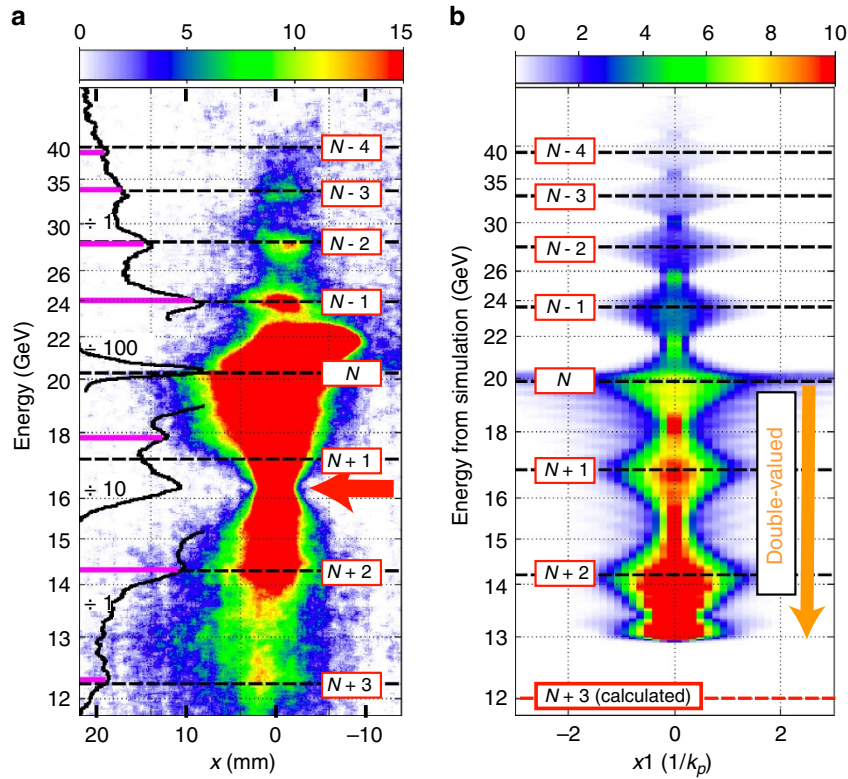 a
0 5 10 15
Energy (GeV)
40
35
30
26
24
22
20
18
16
15
14
13
12
÷ 1
÷ 100
÷ 10
÷ 1
N - 4
N - 3
N - 2
N - 1
N
N + 1
N + 2
N + 3
20 10 0 −10
x (mm)
b
0 2 4 6 8 10
Energy from simulation (GeV)
40
35
30
26
24
22
20
18
16
15
14
13
12
N - 4
N - 3
N - 2
N - 1
N
N + 1
N + 2
N + 3 (calculated)
Double-valued
−2 0 2
x1 (1/kp)